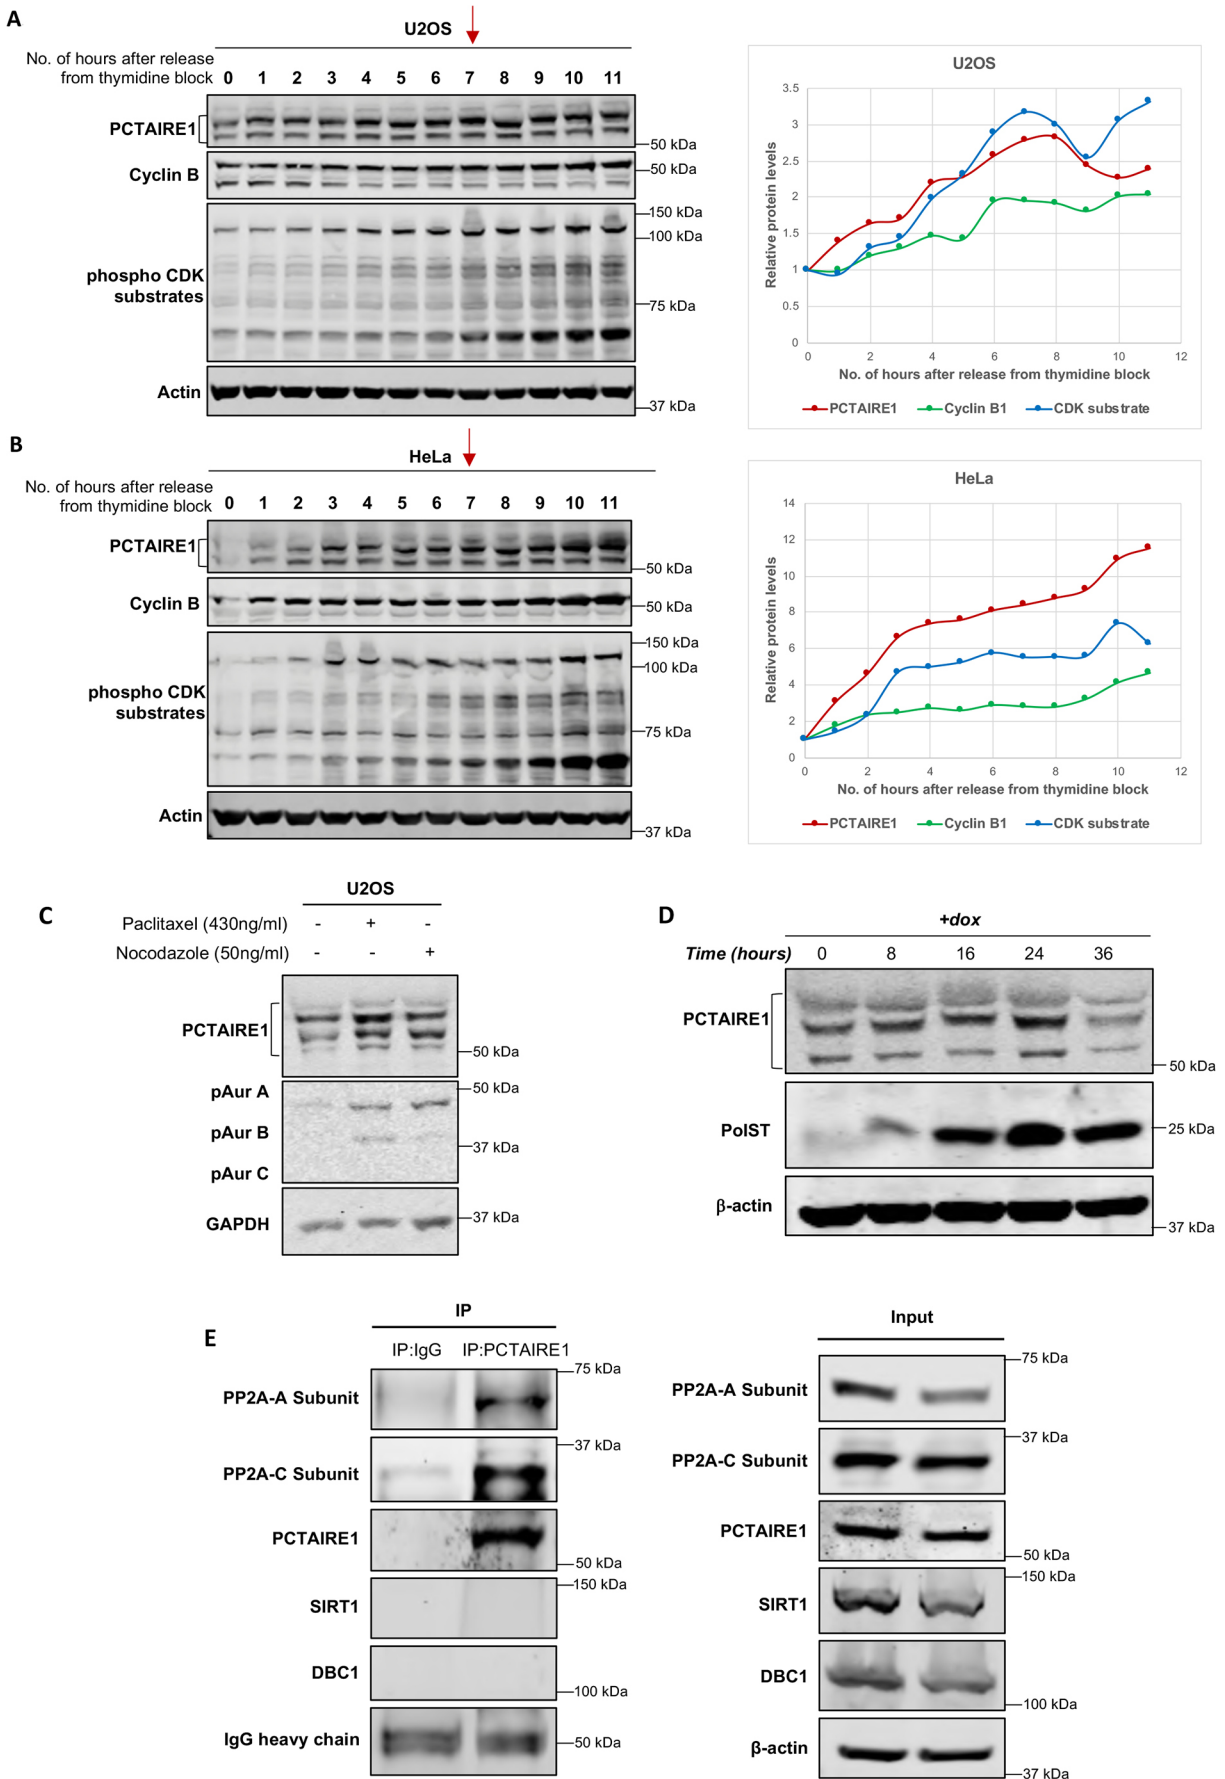 A
U2OS
No. of hours after release
from thymidine block 0 1 2 3 4 5 6 7 8 9 10 11
PCTAIRE1
50 kDa
Cyclin B
50 kDa
phospho CDK
substrates
150 kDa
100 kDa
75 kDa
Actin
37 kDa
U2OS
Relative protein levels
3.5
3
2.5
2
1.5
1
0.5
0
0 2 4 6 8 10 12
No. of hours after release from thymidine block
PCTAIRE1 Cyclin B1 CDK substrate
B
HeLa
No. of hours after release
from thymidine block 0 1 2 3 4 5 6 7 8 9 10 11
PCTAIRE1
50 kDa
Cyclin B
50 kDa
phospho CDK
substrates
150 kDa
100 kDa
75 kDa
Actin
37 kDa
HeLa
Relative protein levels
14
12
10
8
6
4
2
0
0 2 4 6 8 10 12
No. of hours after release from thymidine block
PCTAIRE1 Cyclin B1 CDK substrate
C
U2OS
Paclitaxel (430ng/ml) - + -
Nocodazole (50ng/ml) - - +
PCTAIRE1
50 kDa
pAur A
50 kDa
pAur B
37 kDa
pAur C
GAPDH
37 kDa
D
+dox
Time (hours) 0 8 16 24 36
PCTAIRE1
50 kDa
PolST
25 kDa
β-actin
37 kDa
E
IP
IP:IgG IP:PCTAIRE1
PP2A-A Subunit
75 kDa
PP2A-C Subunit
37 kDa
PCTAIRE1
50 kDa
SIRT1
150 kDa
DBC1
100 kDa
IgG heavy chain
50 kDa
Input
PP2A-A Subunit
75 kDa
PP2A-C Subunit
37 kDa
PCTAIRE1
50 kDa
SIRT1
150 kDa
DBC1
100 kDa
β-actin
37 kDa